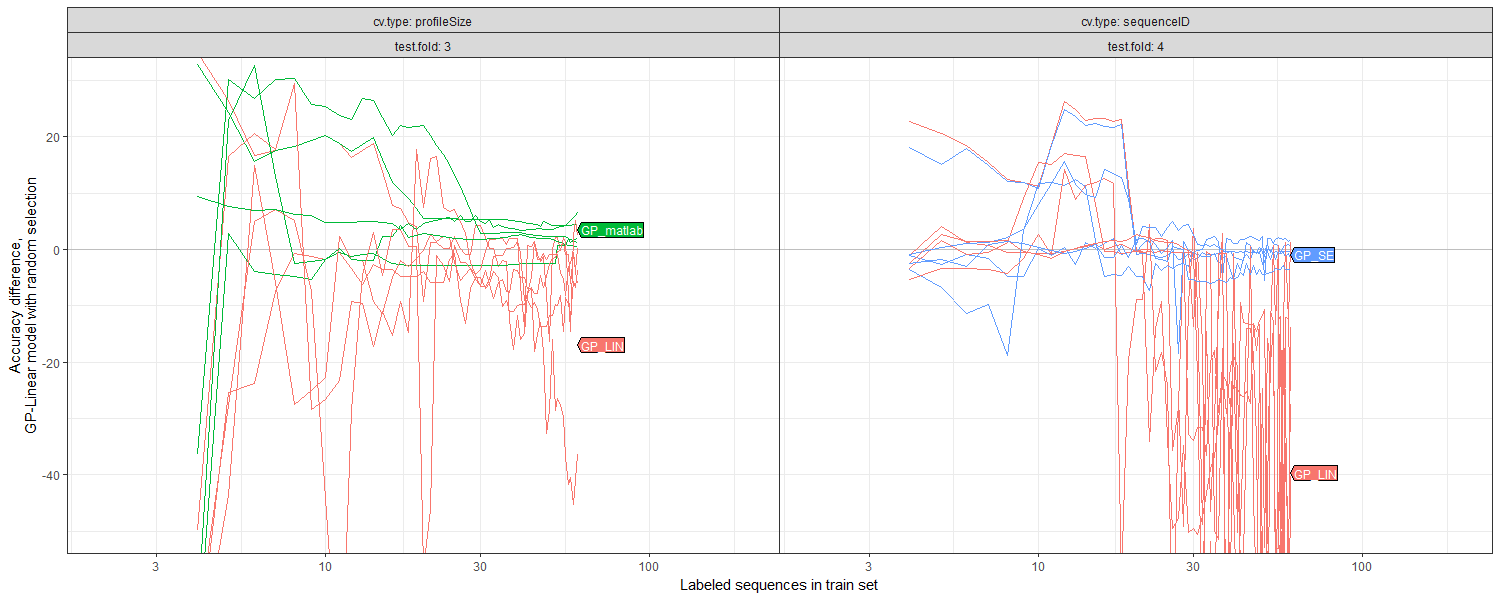 cv.type: profileSize
cv.type: sequenceID
test.fold: 3
test.fold: 4
Accuracy difference,
GP-Linear model with random selection
20
0
-20
-40
GP_matlab
GP_LIN
GP_SE
GP_LIN
3
10
30
100
3
10
30
100
Labeled sequences in train set